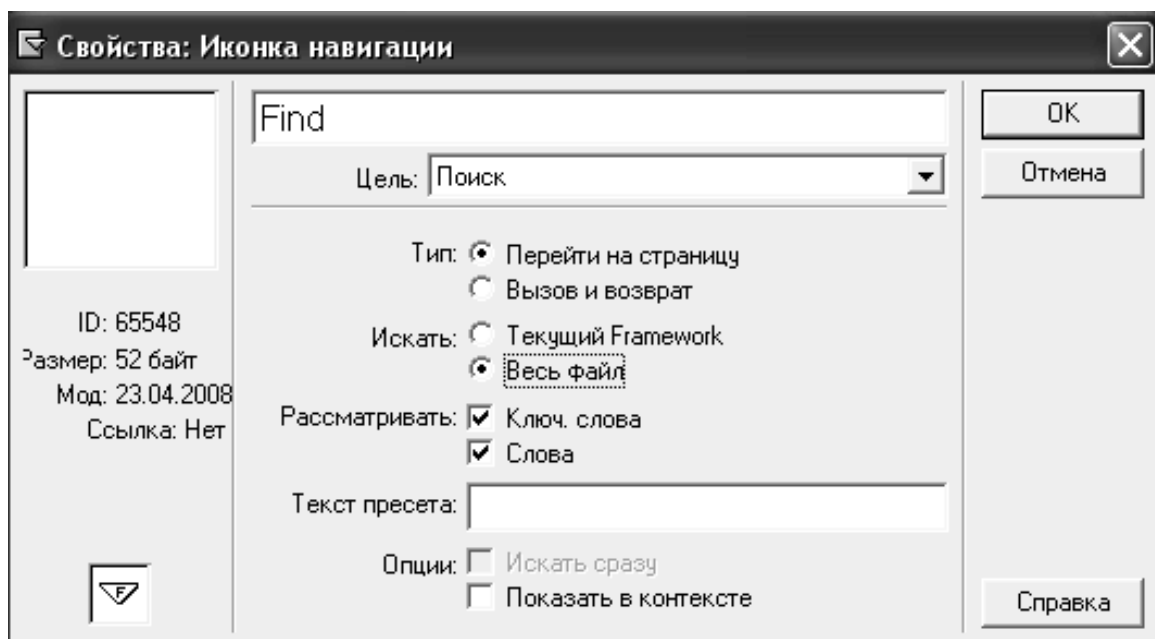 Свойства: Иконка навигации
Find
OK
Цель: Поиск
Отмена
Тип: Перейти на страницу
Вызов и возврат
ID: 65548
Искать: Текущий Framework
Размер: 52 байт
Весь файл
Мод: 23.04.2008
Рассматривать: Ключ. слова
Ссылка: Нет
Слова
Текст пресета:
Опции: Искать сразу
F
Показать в контексте
Справка